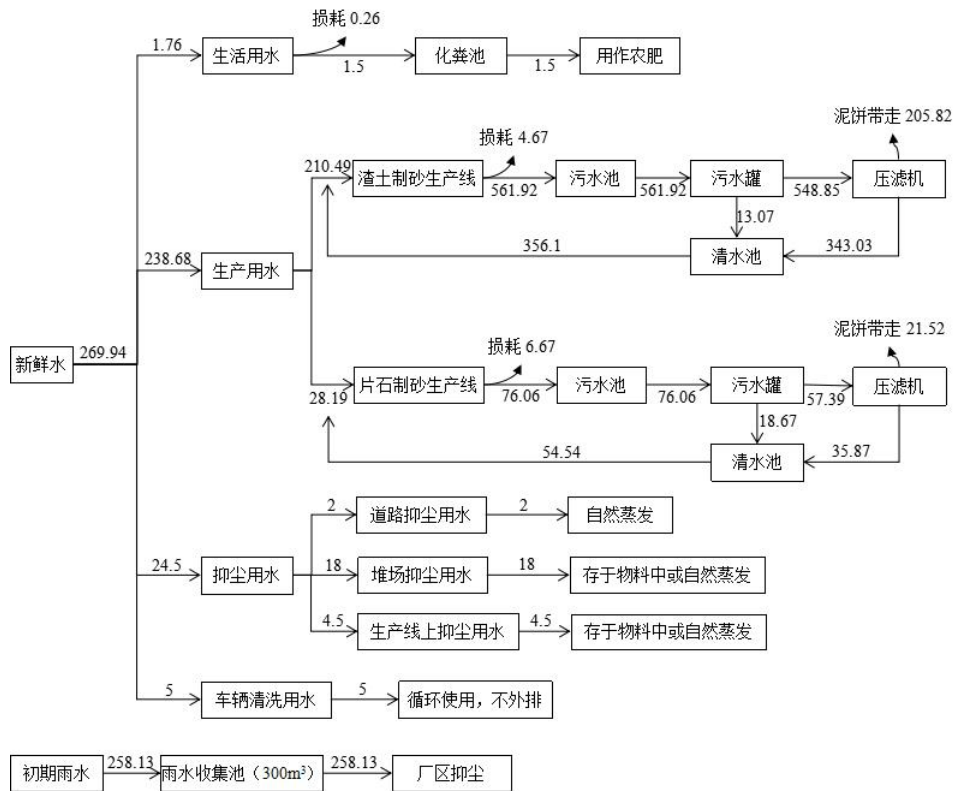 损耗 0.26
1.76
生活用水
1.5
化粪池
1.5
用作农肥
泥饼带走 205.82
损耗 4.67
210.49
渣土制砂生产线
561.92
污水池
561.92
污水罐
548.85
压滤机
13.07
356.1
清水池
343.03
238.68
生产用水
泥饼带走 21.52
损耗 6.67
新鲜水
269.94
28.19
片石制砂生产线
76.06
污水池
76.06
污水罐
57.39
压滤机
18.67
54.54
清水池
35.87
2
道路抑尘用水
2
自然蒸发
24.5
抑尘用水
18
堆场抑尘用水
18
存于物料中或自然蒸发
4.5
生产线上抑尘用水
4.5
存于物料中或自然蒸发
5
车辆清洗用水
5
循环使用，不外排
初期雨水
258.13
雨水收集池（300m³）
258.13
厂区抑尘